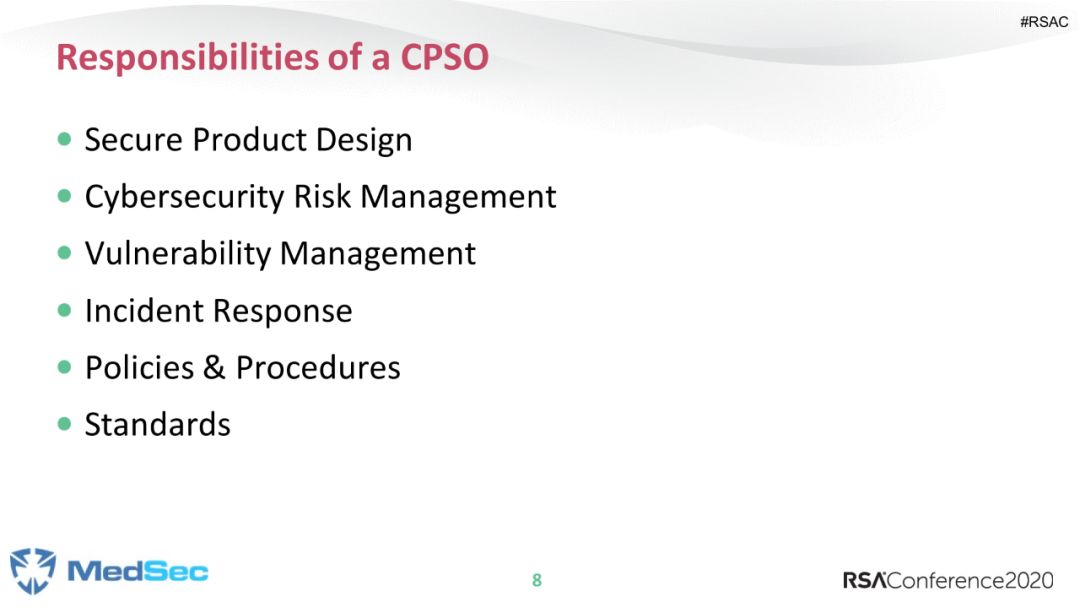 #RSAC
Responsibilities of a CPSO
Secure Product Design
Cybersecurity Risk Management
Vulnerability Management
Incident Response
Policies & Procedures
Standards
MedSec
8
RSAConference2020